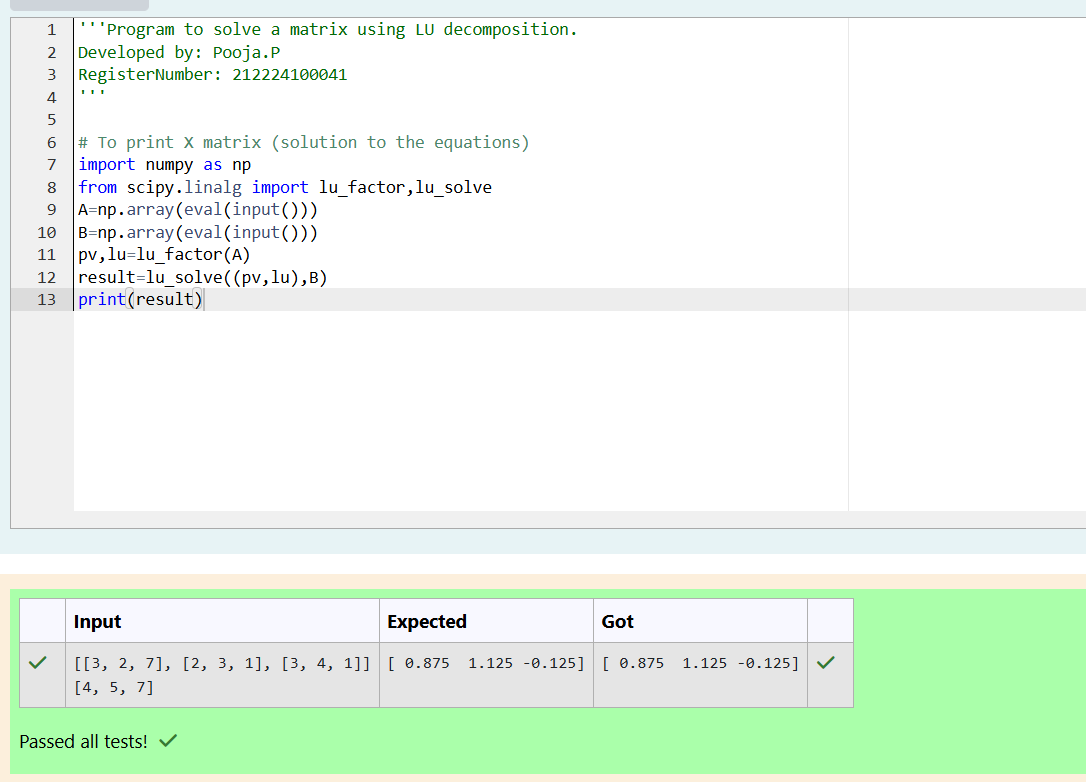 1 '''Program to solve a matrix using LU decomposition.
2 Developed by: Pooja.P
3 RegisterNumber: 212224100041
4 '''
5
6 # To print X matrix (solution to the equations)
7 import numpy as np
8 from scipy.linalg import lu_factor,lu_solve
9 A=np.array(eval(input()))
10 B=np.array(eval(input()))
11 pv,lu=lu_factor(A)
12 result=lu_solve((pv,lu),B)
13 print(result)
Input Expected Got
[[3, 2, 7], [2, 3, 1], [3, 4, 1]] [ 0.875  1.125 -0.125] [ 0.875  1.125 -0.125]
[4, 5, 7]
Passed all tests!